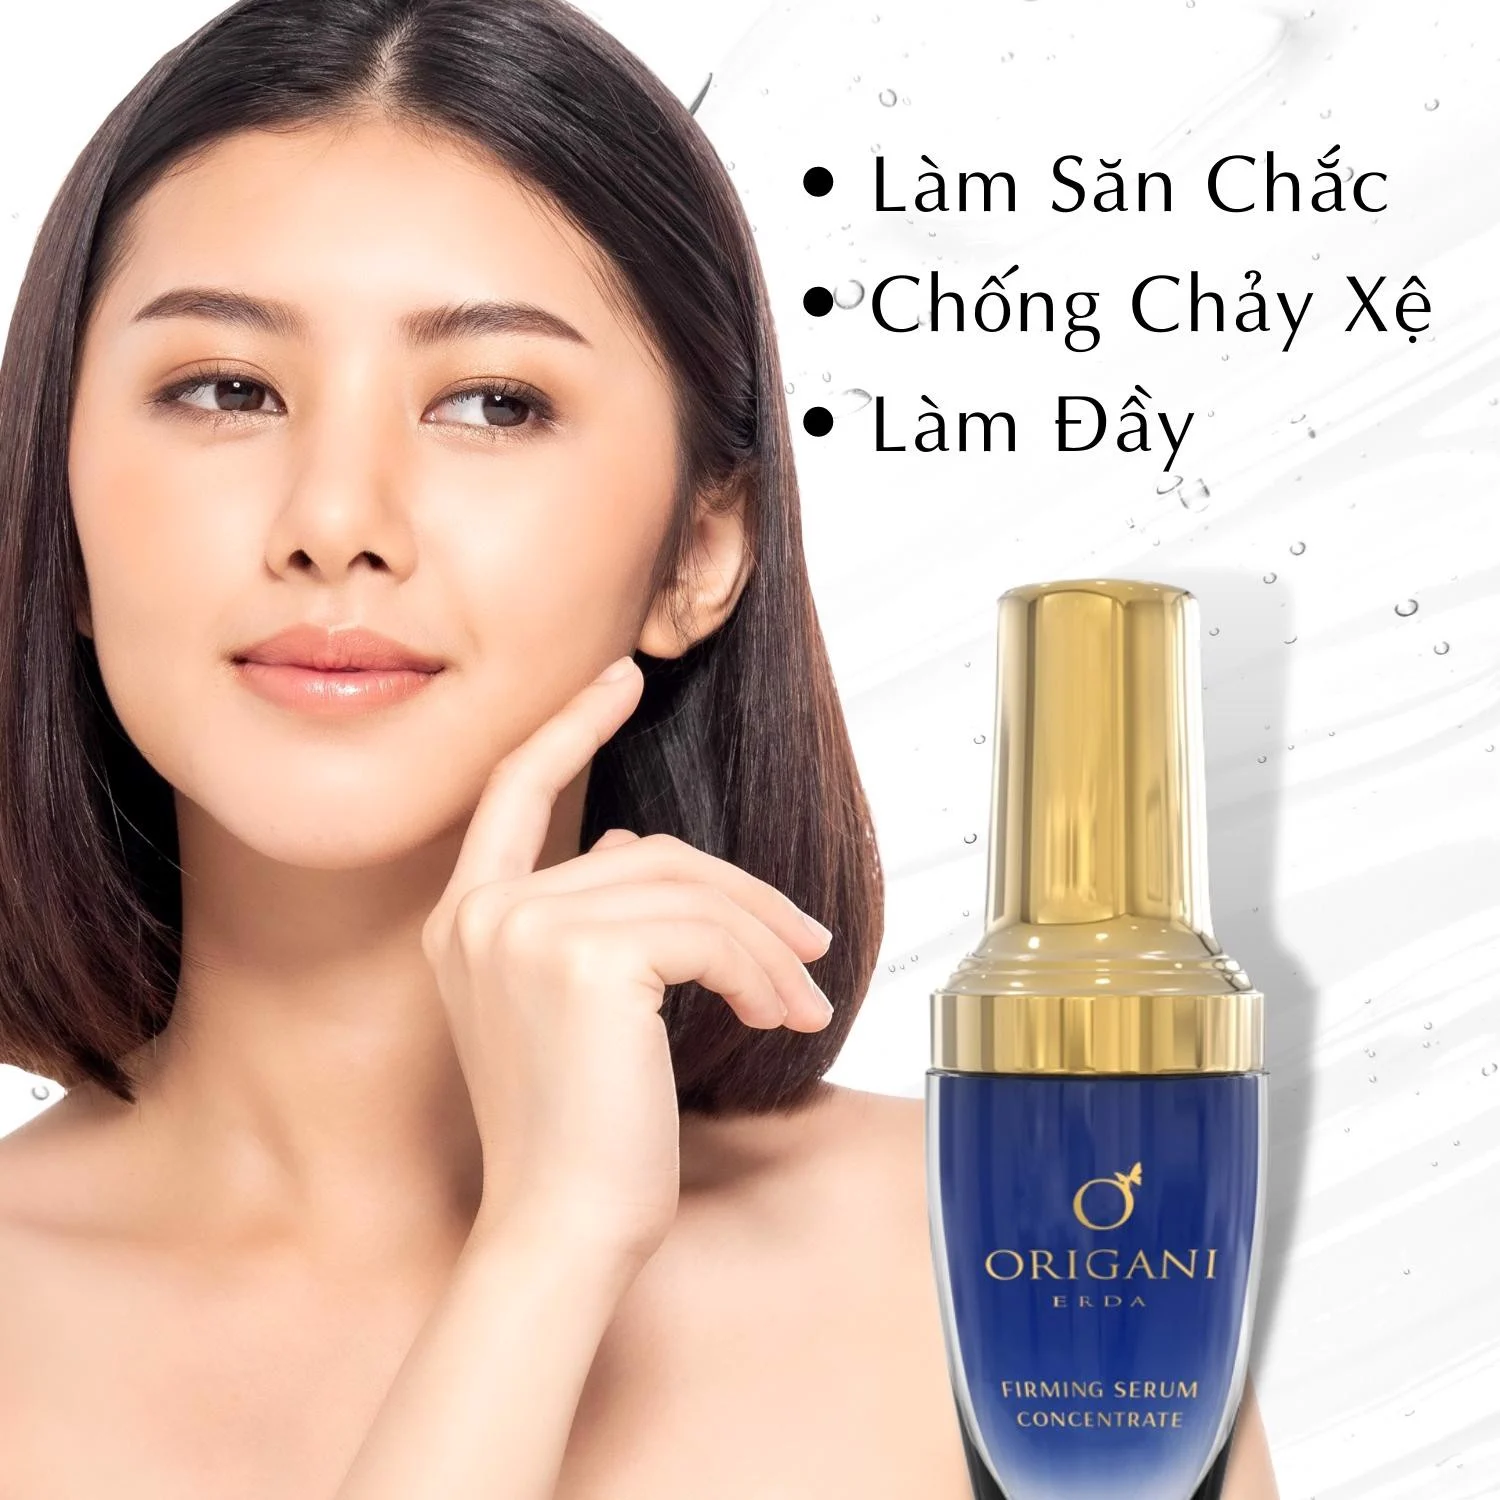 • Làm Săn Chắc
• Chống Chảy Xệ
• Làm Đầy
ORIGANI
ERDA
FIRMING SERUM
CONCENTRATE